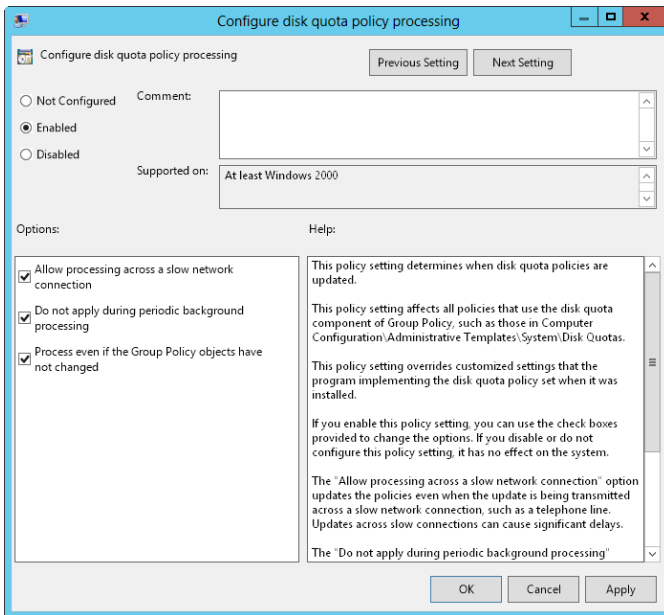 Configure disk quota policy processing
Configure disk quota policy processing
Previous Setting
Next Setting
Not Configured
Enabled
Disabled
Comment:
Supported on:
At least Windows 2000
Options:
Help:
Allow processing across a slow network
connection
Do not apply during periodic background
processing
Process even if the Group Policy objects have
not changed
This policy setting determines when disk quota policies are
updated.
This policy setting affects all policies that use the disk quota
component of Group Policy, such as those in Computer
Configuration\Administrative Templates\System\Disk Quotas.
This policy setting overrides customized settings that the
program implementing the disk quota policy set when it was
installed.
If you enable this policy setting, you can use the check boxes
provided to change the options. If you disable or do not
configure this policy setting, it has no effect on the system.
The "Allow processing across a slow network connection" option
updates the policies even when the update is being transmitted
across a slow network connection, such as a telephone line.
Updates across slow connections can cause significant delays.
The "Do not apply during periodic background processing"
OK
Cancel
Apply